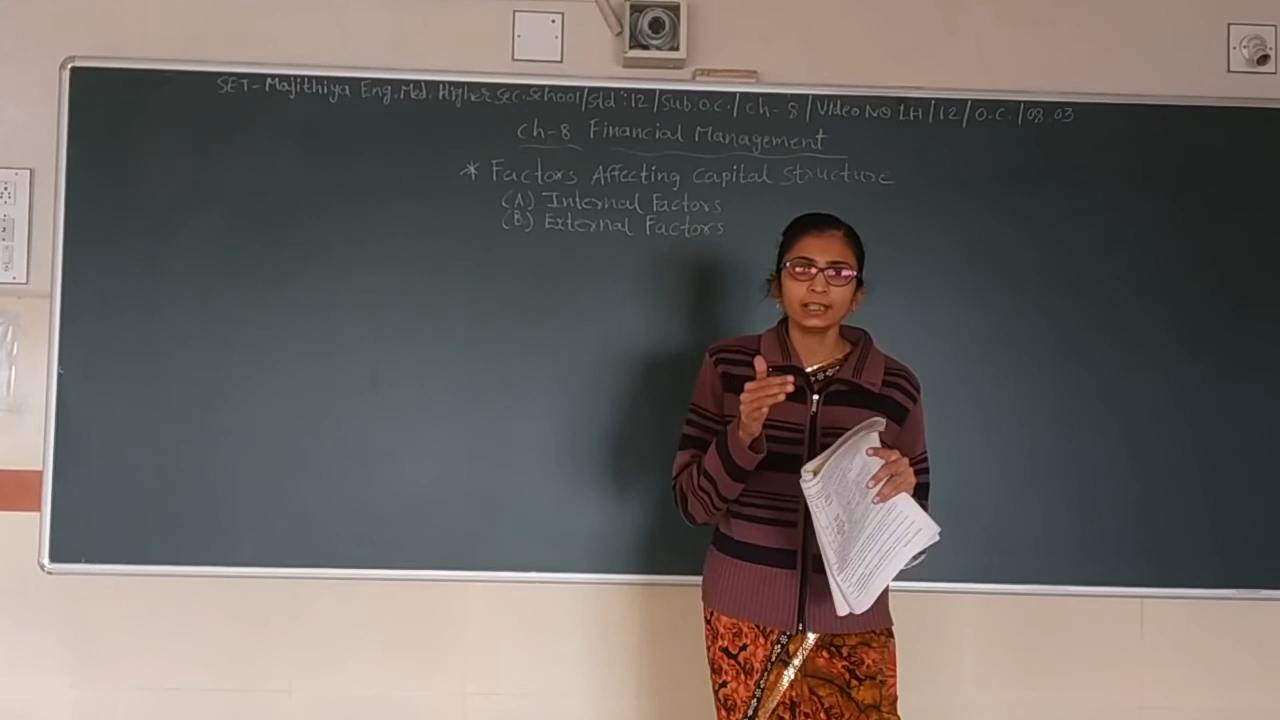 SET-Majithiya Eng. Med. Higher Sec. School/Std:12/Sub.O.C./Ch-8/Video No LH/12/O.C./08.03
Ch-8 Financial Management
* Factors Affecting Capital Structure
(A) Internal Factors
(B) External Factors